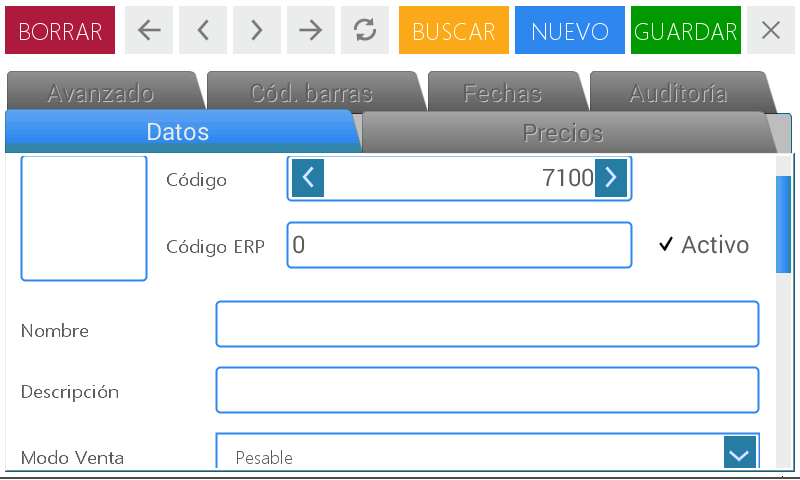 BORRAR BUSCAR NUEVO GUARDAR
Avanzado Cód. barras Fechas Auditoría
Datos Precios
Código 7100
Código ERP 0 Activo
Nombre
Descripción
Modo Venta Pesable